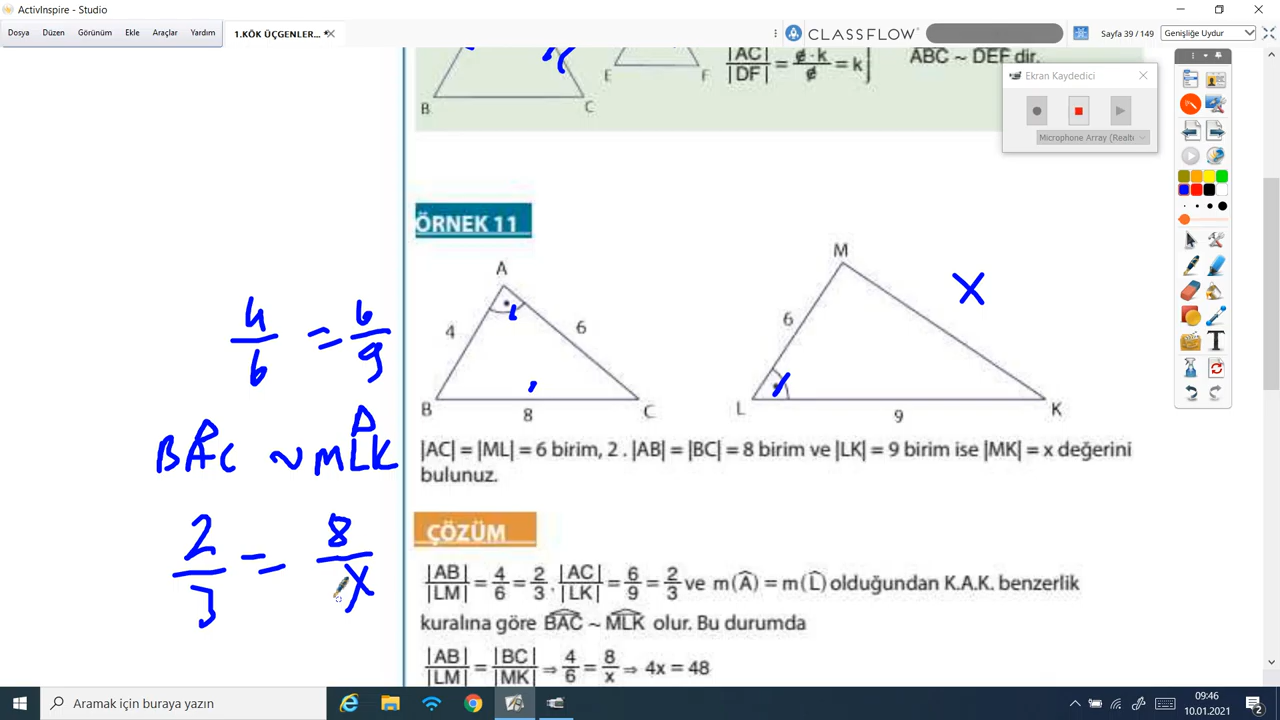 ActivInspire - Studio
Dosya Düzen Görünüm Ekle Araçlar Yardım
1.KÖK ÜÇGENLER...
CLASSFLOW
Sayfa 39 / 149
Genişliğe Uydur
Ekran Kaydedici
Microphone Array (Realte
B C E F
|AC| / |DF| = e·k / e = k
ABC ~ DEF dir.
ÖRNEK 11
A
4 6
B 8 C
M
6 X
L 9 K
4/6 = 6/9
BAC ~ MLK
2/3 = 8/X
|AC| = |ML| = 6 birim, 2 . |AB| = |BC| = 8 birim ve |LK| = 9 birim ise |MK| = x değerini
bulunuz.
ÇÖZÜM
|AB| / |LM| = 4/6 = 2/3 . |AC| / |LK| = 6/9 = 2/3 ve m(Â) = m(L̂) olduğundan K.A.K. benzerlik
kuralına göre BAC ~ MLK olur. Bu durumda
|AB| / |LM| = |BC| / |MK| ⇒ 4/6 = 8/x ⇒ 4x = 48
Aramak için buraya yazın
09:46
10.01.2021
2